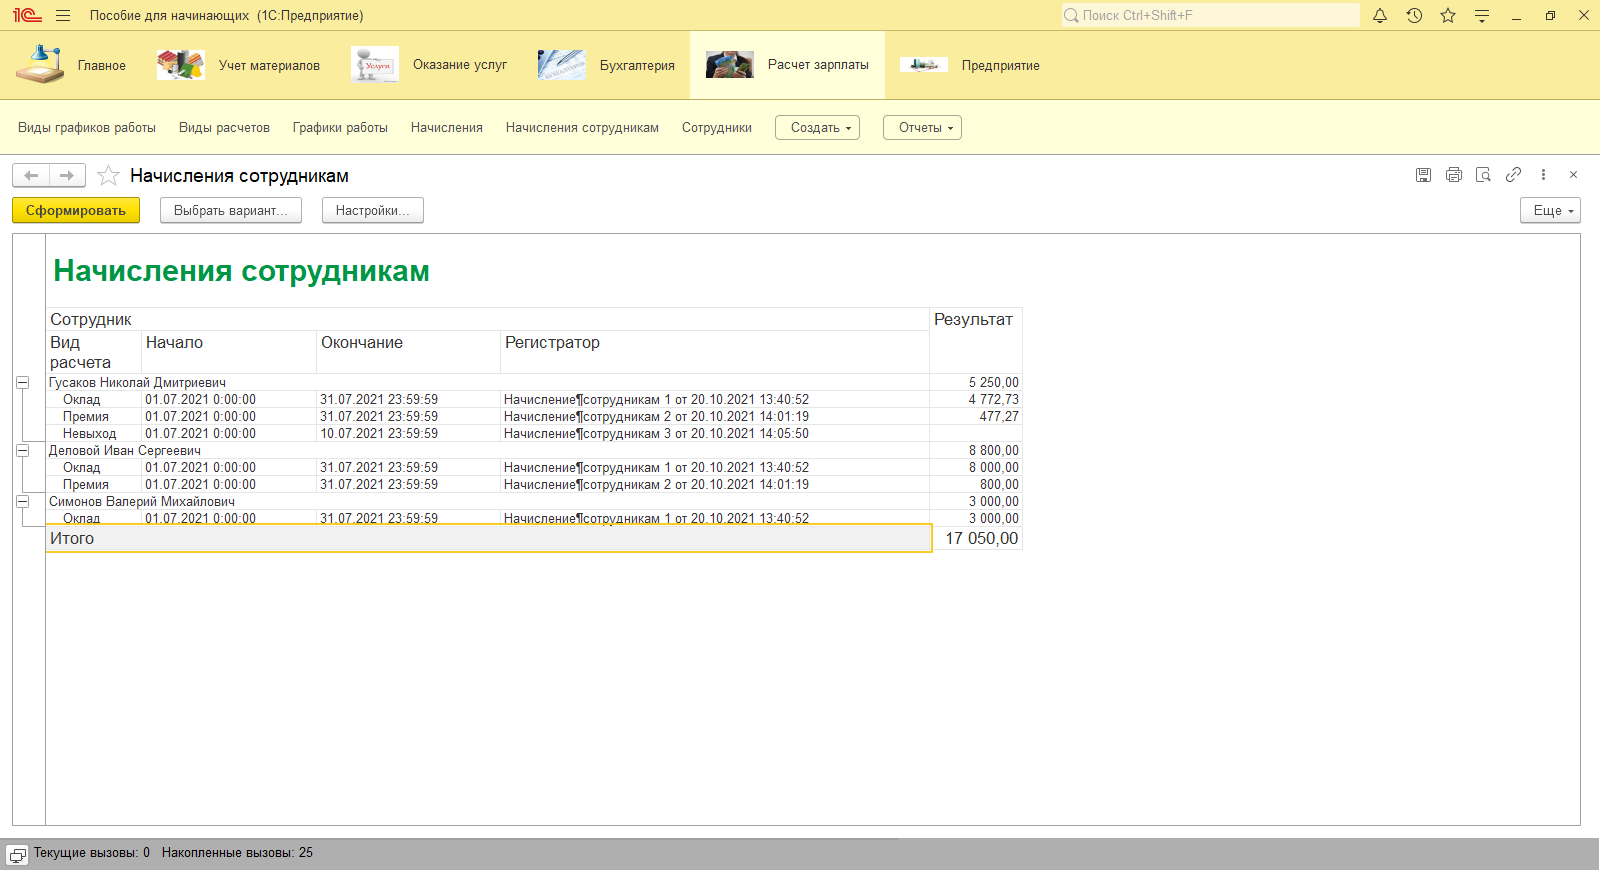 1С Пособие для начинающих (1С:Предприятие) Поиск Ctrl+Shift+F
Главное Учет материалов Услуги Оказание услуг Бухгалтерия Расчет зарплаты Предприятие
Виды графиков работы Виды расчетов Графики работы Начисления Начисления сотрудникам Сотрудники Создать Отчеты
Начисления сотрудникам
Сформировать Выбрать вариант... Настройки... Еще
Начисления сотрудникам
Сотрудник Результат
Вид расчета Начало Окончание Регистратор
Гусаков Николай Дмитриевич 5 250,00
Оклад 01.07.2021 0:00:00 31.07.2021 23:59:59 Начисление¶сотрудникам 1 от 20.10.2021 13:40:52 4 772,73
Премия 01.07.2021 0:00:00 31.07.2021 23:59:59 Начисление¶сотрудникам 2 от 20.10.2021 14:01:19 477,27
Невыход 01.07.2021 0:00:00 10.07.2021 23:59:59 Начисление¶сотрудникам 3 от 20.10.2021 14:05:50
Деловой Иван Сергеевич 8 800,00
Оклад 01.07.2021 0:00:00 31.07.2021 23:59:59 Начисление¶сотрудникам 1 от 20.10.2021 13:40:52 8 000,00
Премия 01.07.2021 0:00:00 31.07.2021 23:59:59 Начисление¶сотрудникам 2 от 20.10.2021 14:01:19 800,00
Симонов Валерий Михайлович 3 000,00
Оклад 01.07.2021 0:00:00 31.07.2021 23:59:59 Начисление¶сотрудникам 1 от 20.10.2021 13:40:52 3 000,00
Итого 17 050,00
Текущие вызовы: 0 Накопленные вызовы: 25